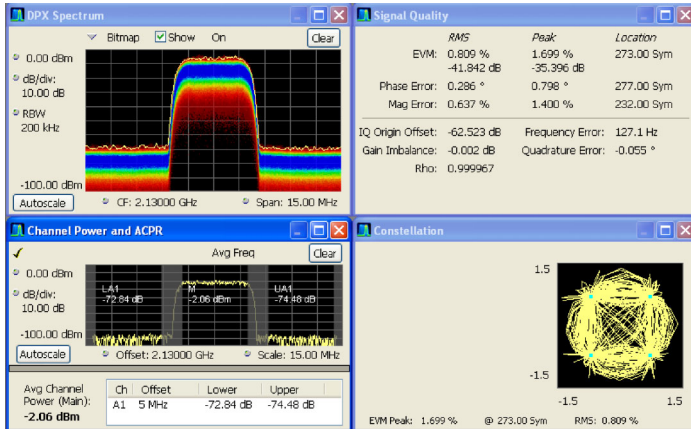 DPX Spectrum
Bitmap Show On Clear
0.00 dBm
dB/div:
10.00 dB
RBW
200 kHz
-100.00 dBm
Autoscale CF: 2.13000 GHz Span: 15.00 MHz
Signal Quality
RMS Peak Location
EVM: 0.809 % 1.699 % 273.00 Sym
-41.842 dB -35.396 dB
Phase Error: 0.286 ° 0.798 ° 277.00 Sym
Mag Error: 0.637 % 1.400 % 232.00 Sym
IQ Origin Offset: -62.523 dB Frequency Error: 127.1 Hz
Gain Imbalance: -0.002 dB Quadrature Error: -0.055 °
Rho: 0.999967
Channel Power and ACPR
Avg Freq Clear
0.00 dBm
dB/div:
10.00 dB
-100.00 dBm
LA1 M UA1
-72.84 dB -2.06 dBm -74.48 dB
Autoscale Offset: 2.13000 GHz Scale: 15.00 MHz
Avg Channel
Power (Main):
-2.06 dBm
Ch Offset Lower Upper
A1 5 MHz -72.84 dB -74.48 dB
Constellation
1.5
-1.5
-1.5 1.5
EVM Peak: 1.699 % @ 273.00 Sym RMS: 0.809 %